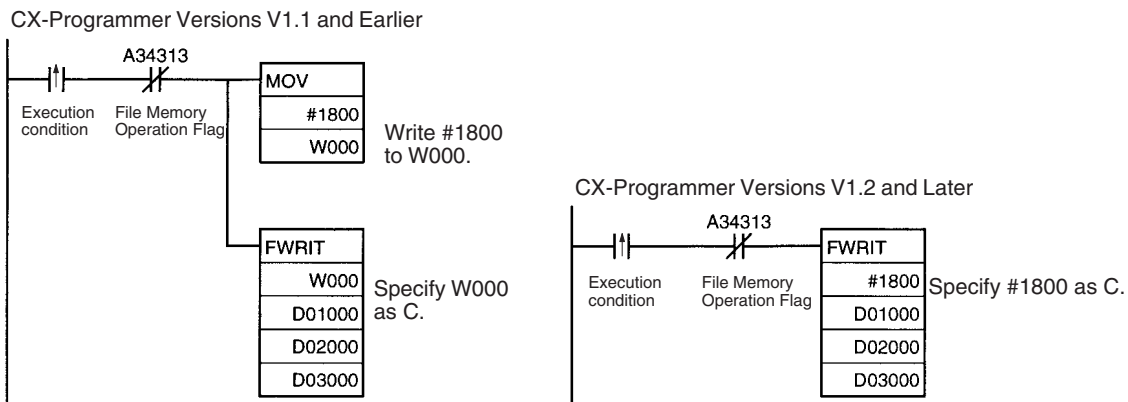 CX-Programmer Versions V1.1 and Earlier
A34313
Execution
condition
File Memory
Operation Flag
MOV
#1800
W000
Write #1800
to W000.
FWRIT
W000
D01000
D02000
D03000
Specify W000
as C.
CX-Programmer Versions V1.2 and Later
A34313
Execution
condition
File Memory
Operation Flag
FWRIT
#1800
D01000
D02000
D03000
Specify #1800 as C.